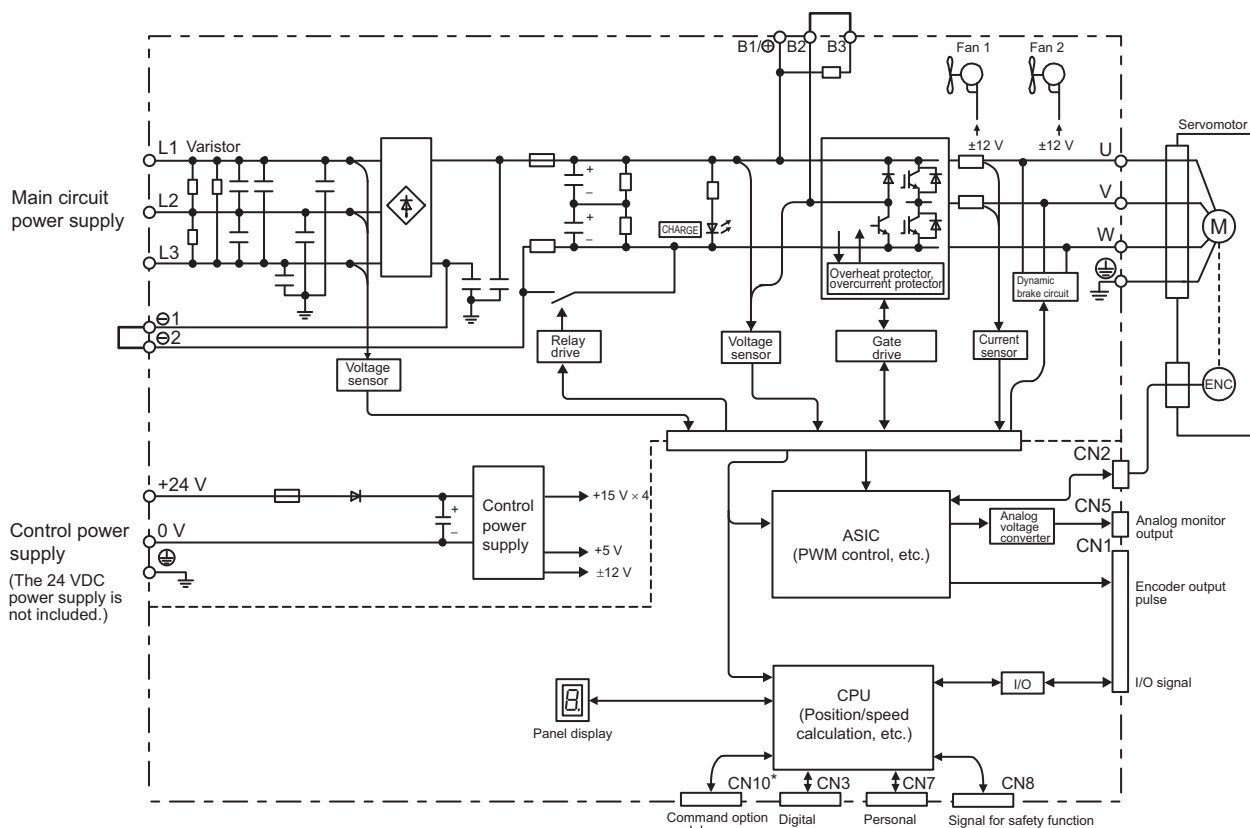 B1/⊕ B2 B3
Fan 1
Fan 2
±12 V
±12 V
Servomotor
Main circuit
power supply
L1
Varistor
L2
L3
⊖1
⊖2
+
–
+
–
CHARGE
Overheat protector,
overcurrent protector
U
V
W
M
Dynamic
brake circuit
Voltage
sensor
Relay
drive
Voltage
sensor
Gate
drive
Current
sensor
ENC
Control power
supply
(The 24 VDC
power supply is
not included.)
+24 V
0 V
+
–
Control
power
supply
+15 V × 4
+5 V
±12 V
ASIC
(PWM control, etc.)
Analog
voltage
converter
CN2
CN5
Analog monitor
output
CN1
Encoder output
pulse
I/O
I/O signal
CPU
(Position/speed
calculation, etc.)
8.
Panel display
CN10*
CN3
CN7
CN8
Command option
Digital
Personal
Signal for safety function